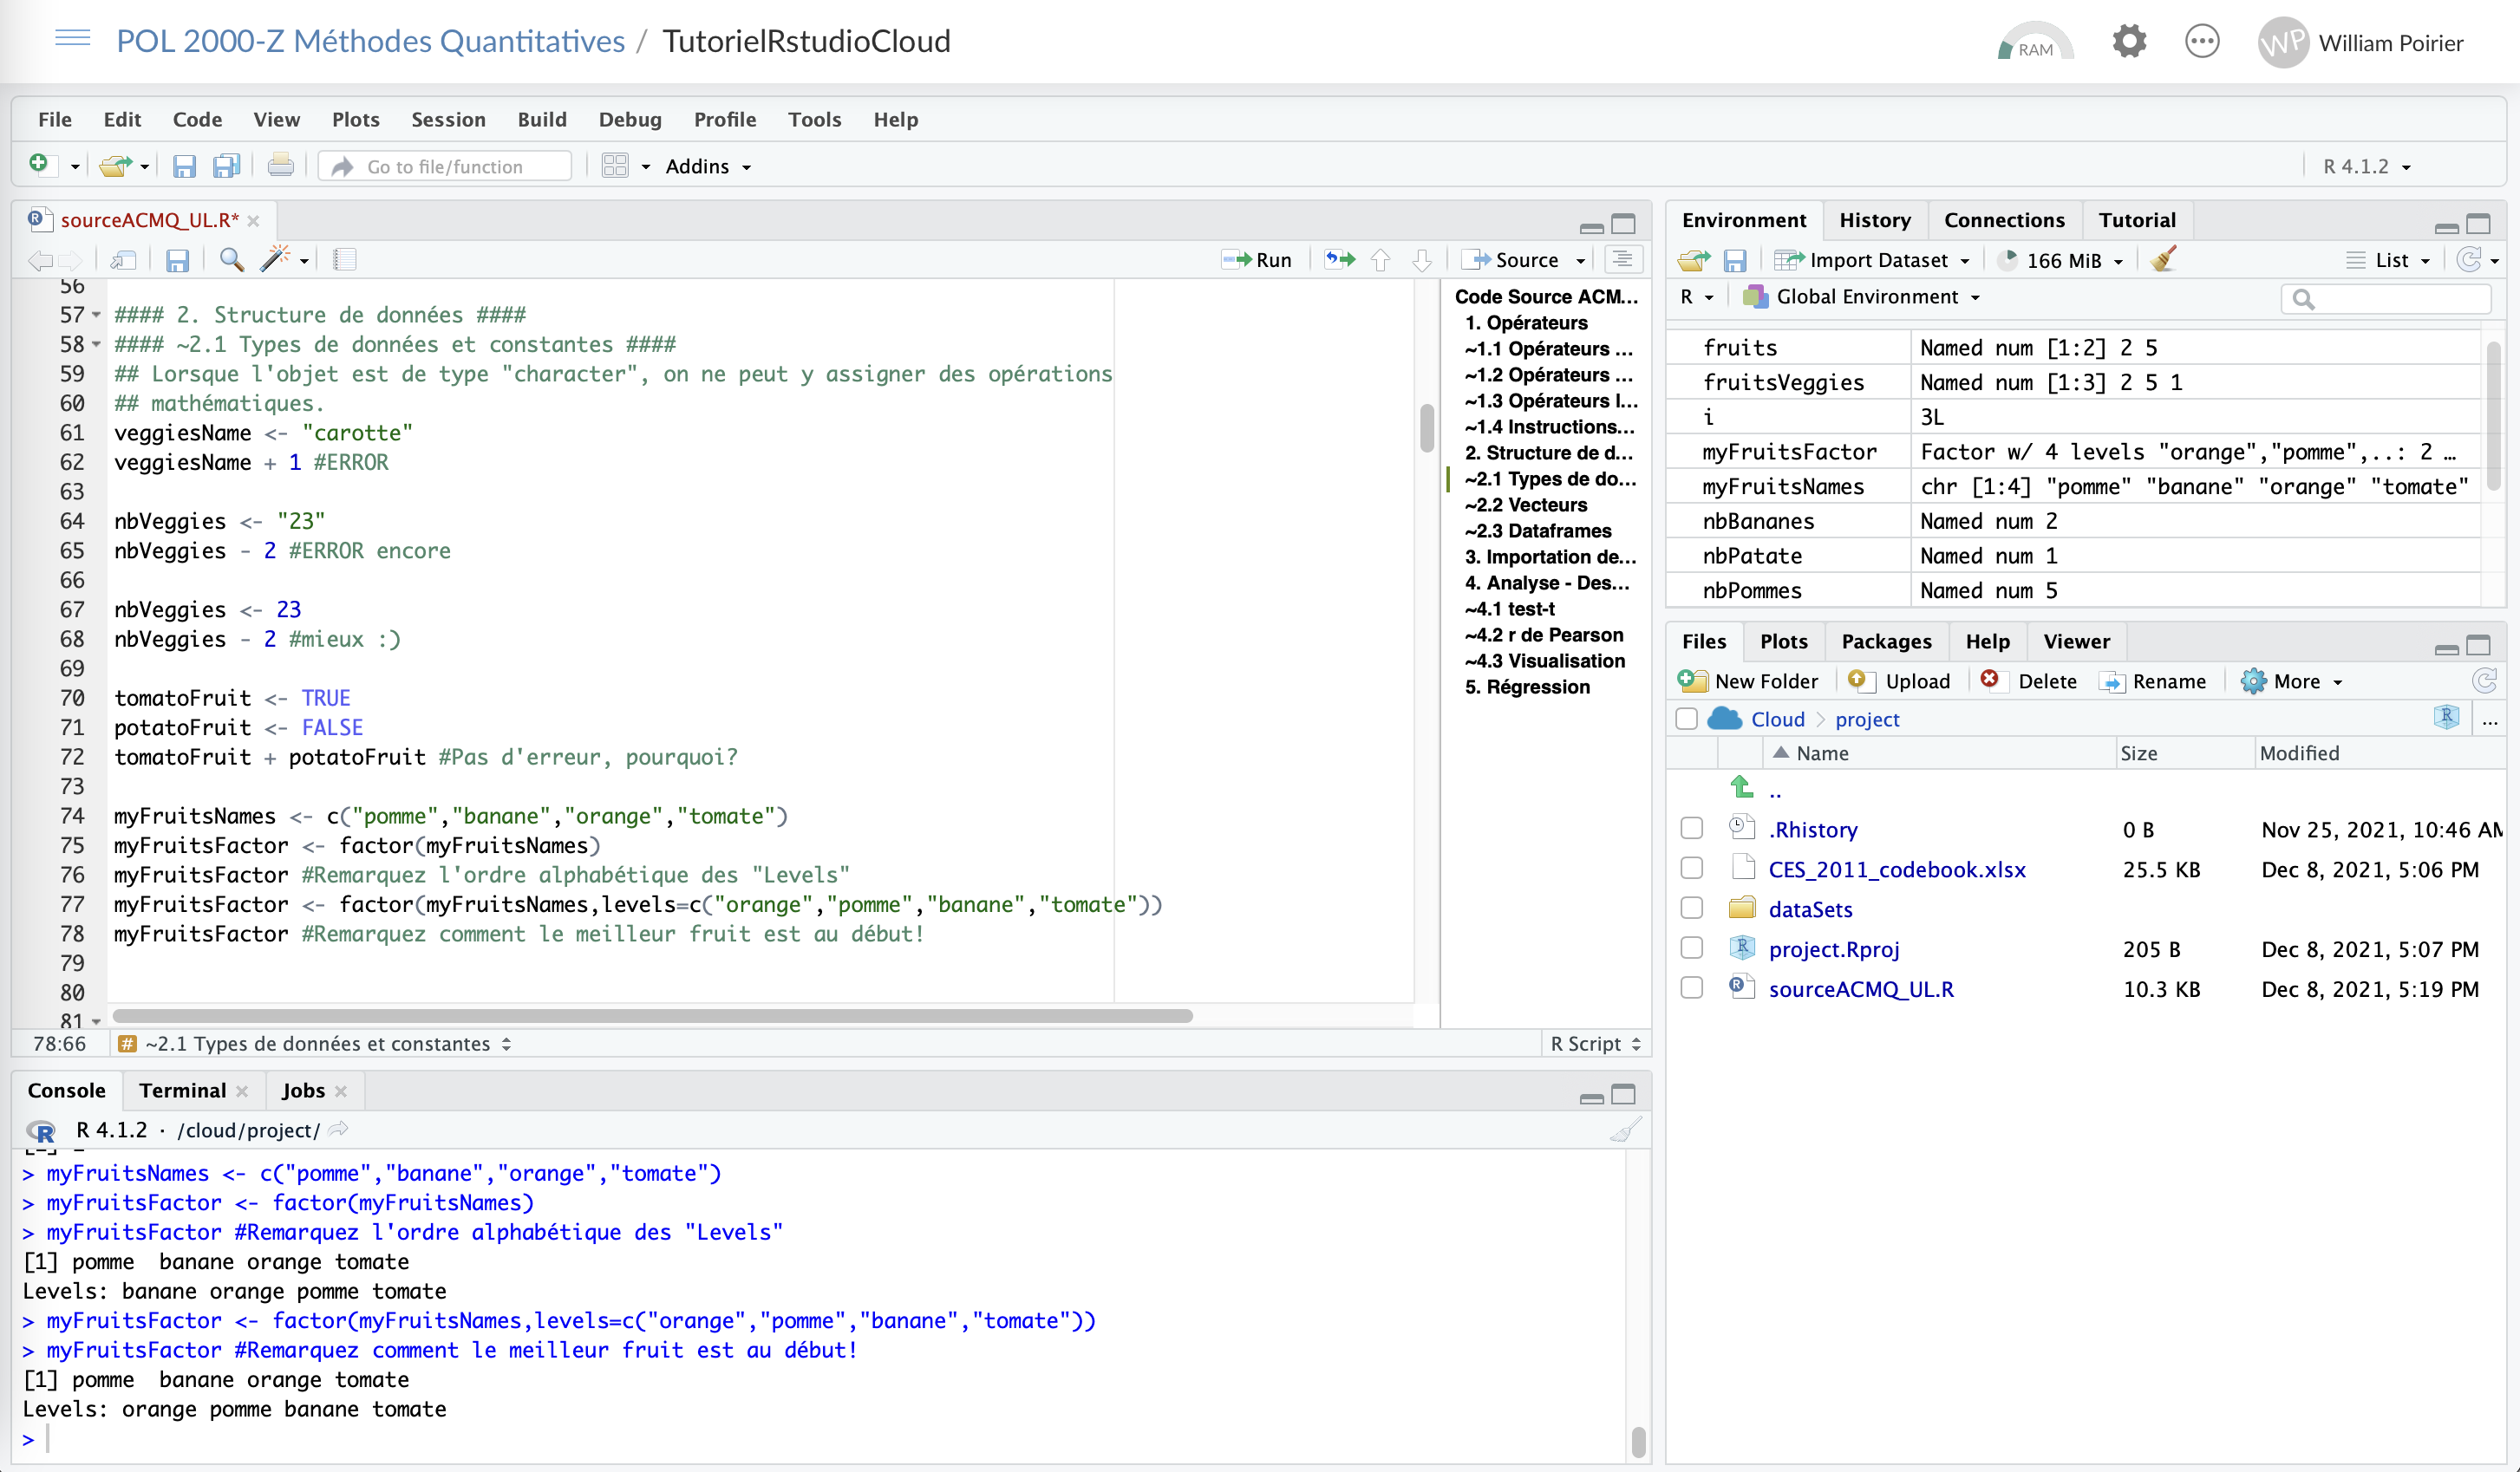 POL 2000-Z Méthodes Quantitatives / TutorielRstudioCloud
RAM
WP William Poirier
File Edit Code View Plots Session Build Debug Profile Tools Help
Go to file/function
Addins
R 4.1.2
sourceACMQ_UL.R*
Run
Source
56
57 #### 2. Structure de données ####
58 #### ~2.1 Types de données et constantes ####
59 ## Lorsque l'objet est de type "character", on ne peut y assigner des opérations
60 ## mathématiques.
61 veggiesName <- "carotte"
62 veggiesName + 1 #ERROR
63
64 nbVeggies <- "23"
65 nbVeggies - 2 #ERROR encore
66
67 nbVeggies <- 23
68 nbVeggies - 2 #mieux :)
69
70 tomatoFruit <- TRUE
71 potatoFruit <- FALSE
72 tomatoFruit + potatoFruit #Pas d'erreur, pourquoi?
73
74 myFruitsNames <- c("pomme","banane","orange","tomate")
75 myFruitsFactor <- factor(myFruitsNames)
76 myFruitsFactor #Remarquez l'ordre alphabétique des "Levels"
77 myFruitsFactor <- factor(myFruitsNames,levels=c("orange","pomme","banane","tomate"))
78 myFruitsFactor #Remarquez comment le meilleur fruit est au début!
79
80
81
Code Source ACM...
1. Opérateurs
~1.1 Opérateurs ...
~1.2 Opérateurs ...
~1.3 Opérateurs l...
~1.4 Instructions...
2. Structure de d...
~2.1 Types de do...
~2.2 Vecteurs
~2.3 Dataframes
3. Importation de...
4. Analyse - Des...
~4.1 test-t
~4.2 r de Pearson
~4.3 Visualisation
5. Régression
78:66 # ~2.1 Types de données et constantes R Script
Console Terminal Jobs
R 4.1.2 · /cloud/project/
> myFruitsNames <- c("pomme","banane","orange","tomate")
> myFruitsFactor <- factor(myFruitsNames)
> myFruitsFactor #Remarquez l'ordre alphabétique des "Levels"
[1] pomme  banane orange tomate
Levels: banane orange pomme tomate
> myFruitsFactor <- factor(myFruitsNames,levels=c("orange","pomme","banane","tomate"))
> myFruitsFactor #Remarquez comment le meilleur fruit est au début!
[1] pomme  banane orange tomate
Levels: orange pomme banane tomate
>
Environment History Connections Tutorial
Import Dataset 166 MiB List
R Global Environment
fruits Named num [1:2] 2 5
fruitsVeggies Named num [1:3] 2 5 1
i 3L
myFruitsFactor Factor w/ 4 levels "orange","pomme",..: 2 …
myFruitsNames chr [1:4] "pomme" "banane" "orange" "tomate"
nbBananes Named num 2
nbPatate Named num 1
nbPommes Named num 5
Files Plots Packages Help Viewer
New Folder Upload Delete Rename More
Cloud > project ...
Name Size Modified
..
.Rhistory 0 B Nov 25, 2021, 10:46 AM
CES_2011_codebook.xlsx 25.5 KB Dec 8, 2021, 5:06 PM
dataSets
project.Rproj 205 B Dec 8, 2021, 5:07 PM
sourceACMQ_UL.R 10.3 KB Dec 8, 2021, 5:19 PM